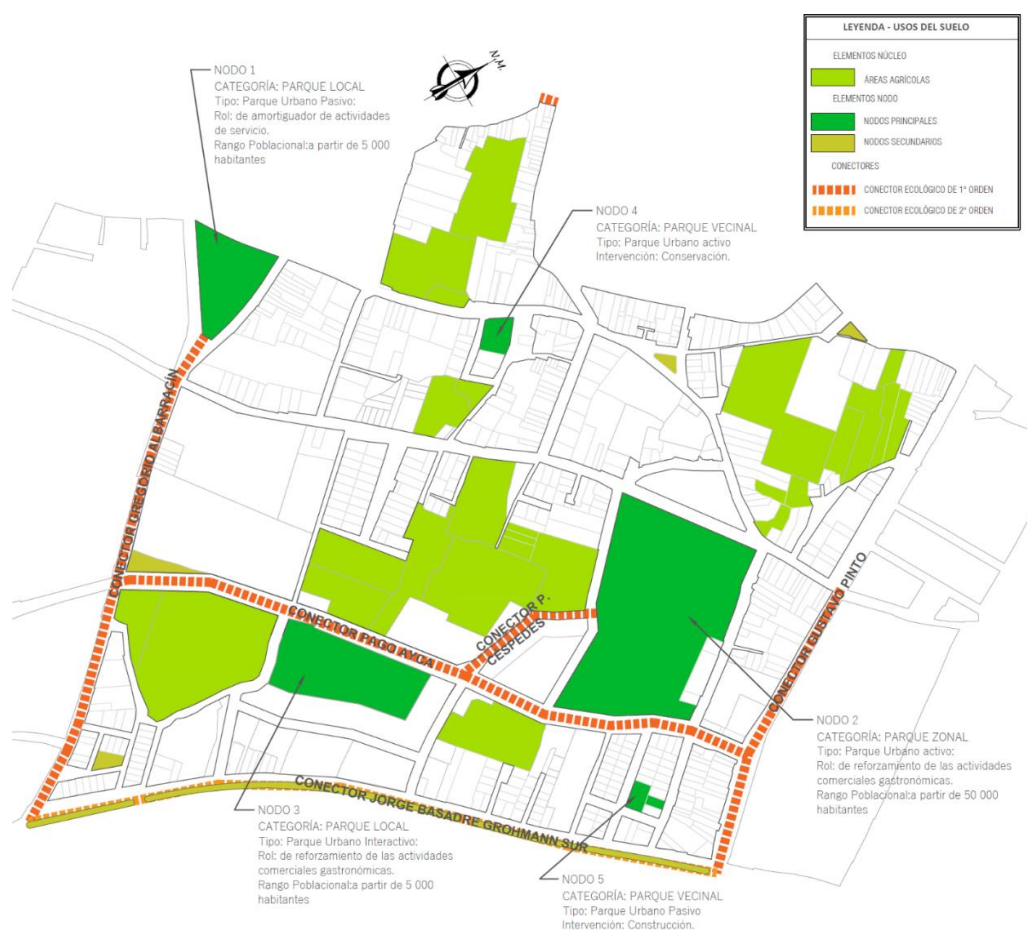 LEYENDA - USOS DEL SUELO
ELEMENTOS NÚCLEO
ÁREAS AGRÍCOLAS
ELEMENTOS NODO
NODOS PRINCIPALES
NODOS SECUNDARIOS
CONECTORES
CONECTOR ECOLÓGICO DE 1° ORDEN
CONECTOR ECOLÓGICO DE 2° ORDEN
N.M.
NODO 1
CATEGORÍA: PARQUE LOCAL
Tipo: Parque Urbano Pasivo:
Rol: de amortiguador de actividades
de servicio.
Rango Poblacional:a partir de 5 000
habitantes
NODO 4
CATEGORÍA: PARQUE VECINAL
Tipo: Parque Urbano activo
Intervención: Conservación.
CONECTOR GREGORIO ALBARRACÍN
CONECTOR PAGO AYCA
CONECTOR P.
CESPEDES
CONECTOR GUSTAVO PINTO
CONECTOR JORGE BASADRE GROHMANN SUR
NODO 2
CATEGORÍA: PARQUE ZONAL
Tipo: Parque Urbano activo:
Rol: de reforzamiento de las actividades
comerciales gastronómicas.
Rango Poblacional:a partir de 50 000
habitantes
NODO 3
CATEGORÍA: PARQUE LOCAL
Tipo: Parque Urbano Interactivo:
Rol: de reforzamiento de las actividades
comerciales gastronómicas.
Rango Poblacional:a partir de 5 000
habitantes
NODO 5
CATEGORÍA: PARQUE VECINAL
Tipo: Parque Urbano Pasivo
Intervención: Construcción.